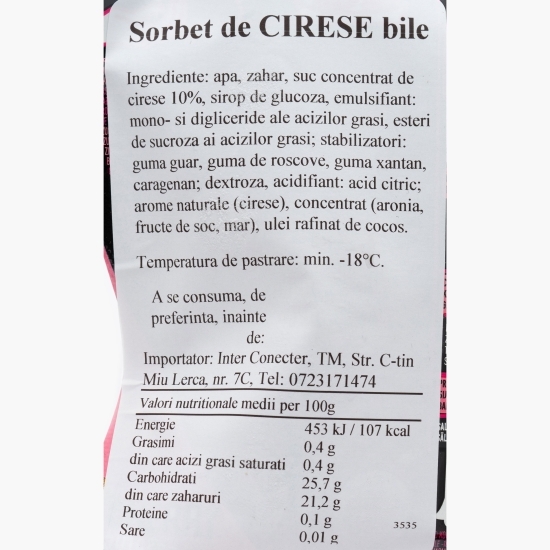 Sorbet de CIRESE bile
Ingrediente: apa, zahar, suc concentrat de
cirese 10%, sirop de glucoza, emulsifiant:
mono- si digliceride ale acizilor grasi, esteri
de sucroza ai acizilor grasi; stabilizatori:
guma guar, guma de roscove, guma xantan,
caragenan; dextroza, acidifiant: acid citric;
arome naturale (cirese), concentrat (aronia,
fructe de soc, mar), ulei rafinat de cocos.
Temperatura de pastrare: min. -18°C.
A se consuma, de
preferinta, inainte
de:
Importator: Inter Conecter, TM, Str. C-tin
Miu Lerca, nr. 7C, Tel: 0723171474
Valori nutritionale medii per 100g
Energie 453 kJ / 107 kcal
Grasimi 0,4 g
din care acizi grasi saturati 0,4 g
Carbohidrati 25,7 g
din care zaharuri 21,2 g
Proteine 0,1 g
Sare 0,01 g
3535